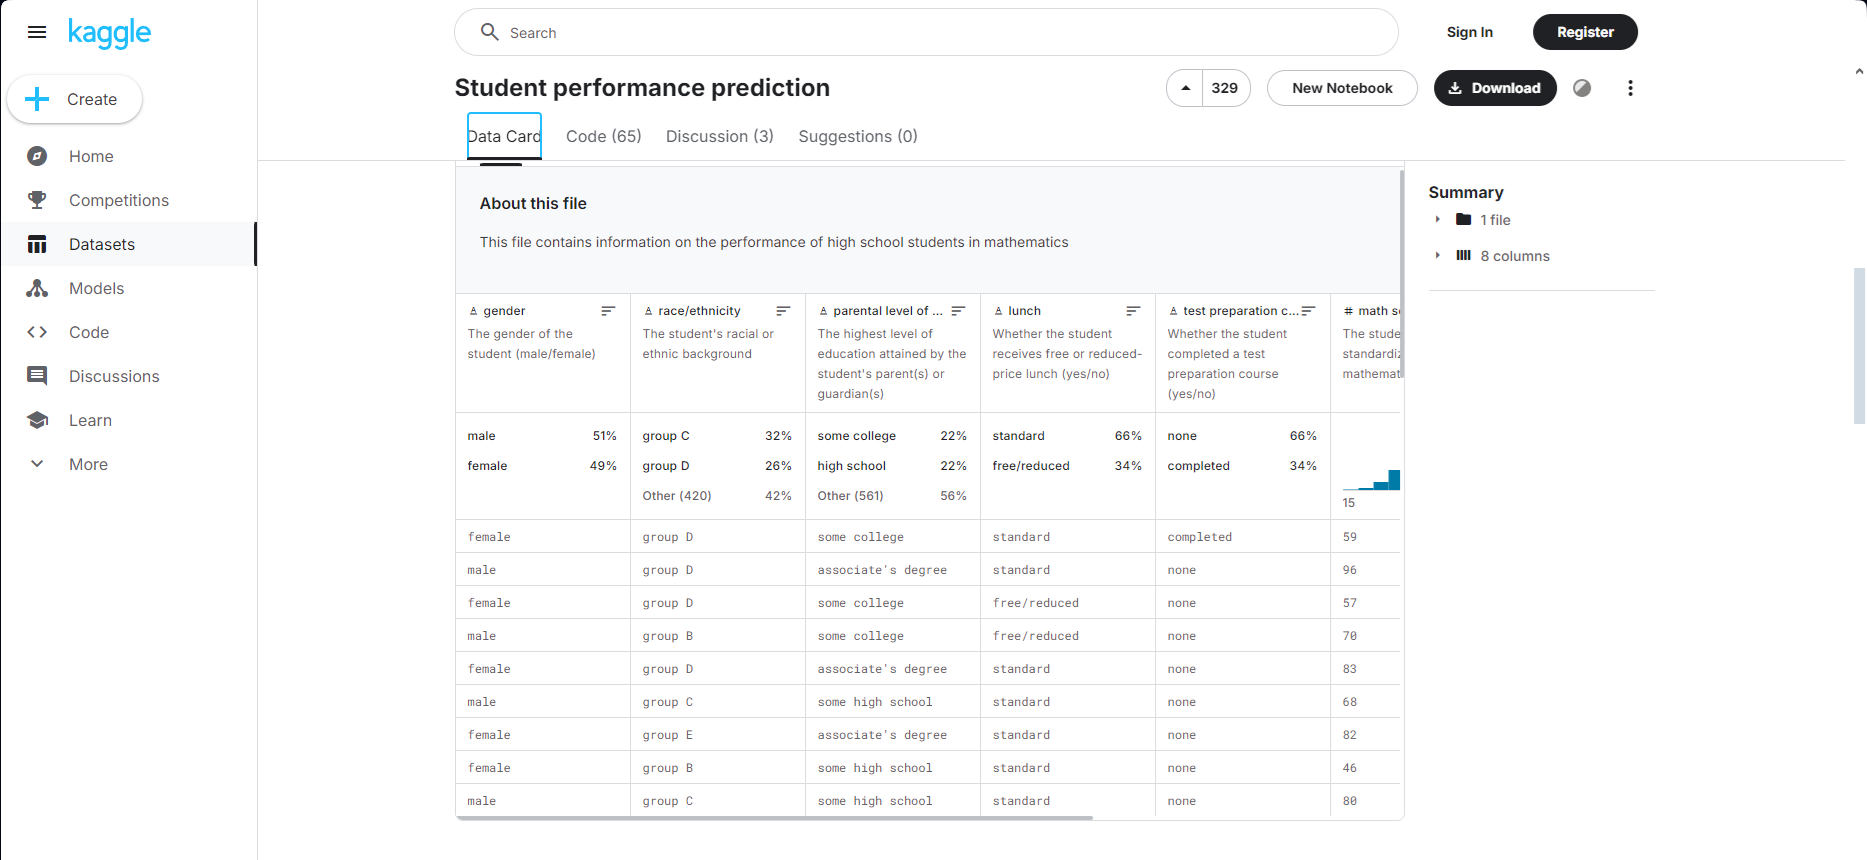 kaggle
Search
Sign In
Register
Create
Student performance prediction
329
New Notebook
Download
Data Card
Code (65)
Discussion (3)
Suggestions (0)
Home
Competitions
Datasets
Models
Code
Discussions
Learn
More
About this file
This file contains information on the performance of high school students in mathematics
Summary
1 file
8 columns
gender
The gender of the
student (male/female)
race/ethnicity
The student's racial or
ethnic background
parental level of ...
The highest level of
education attained by the
student's parent(s) or
guardian(s)
lunch
Whether the student
receives free or reduced-
price lunch (yes/no)
test preparation c...
Whether the student
completed a test
preparation course
(yes/no)
# math s
The stude
standardiz
mathemat
male 51%
female 49%
group C 32%
group D 26%
Other (420) 42%
some college 22%
high school 22%
Other (561) 56%
standard 66%
free/reduced 34%
none 66%
completed 34%
15
female group D some college standard completed 59
male group D associate's degree standard none 96
female group D some college free/reduced none 57
male group B some college free/reduced none 70
female group D associate's degree standard none 83
male group C some high school standard none 68
female group E associate's degree standard none 82
female group B some high school standard none 46
male group C some high school standard none 80